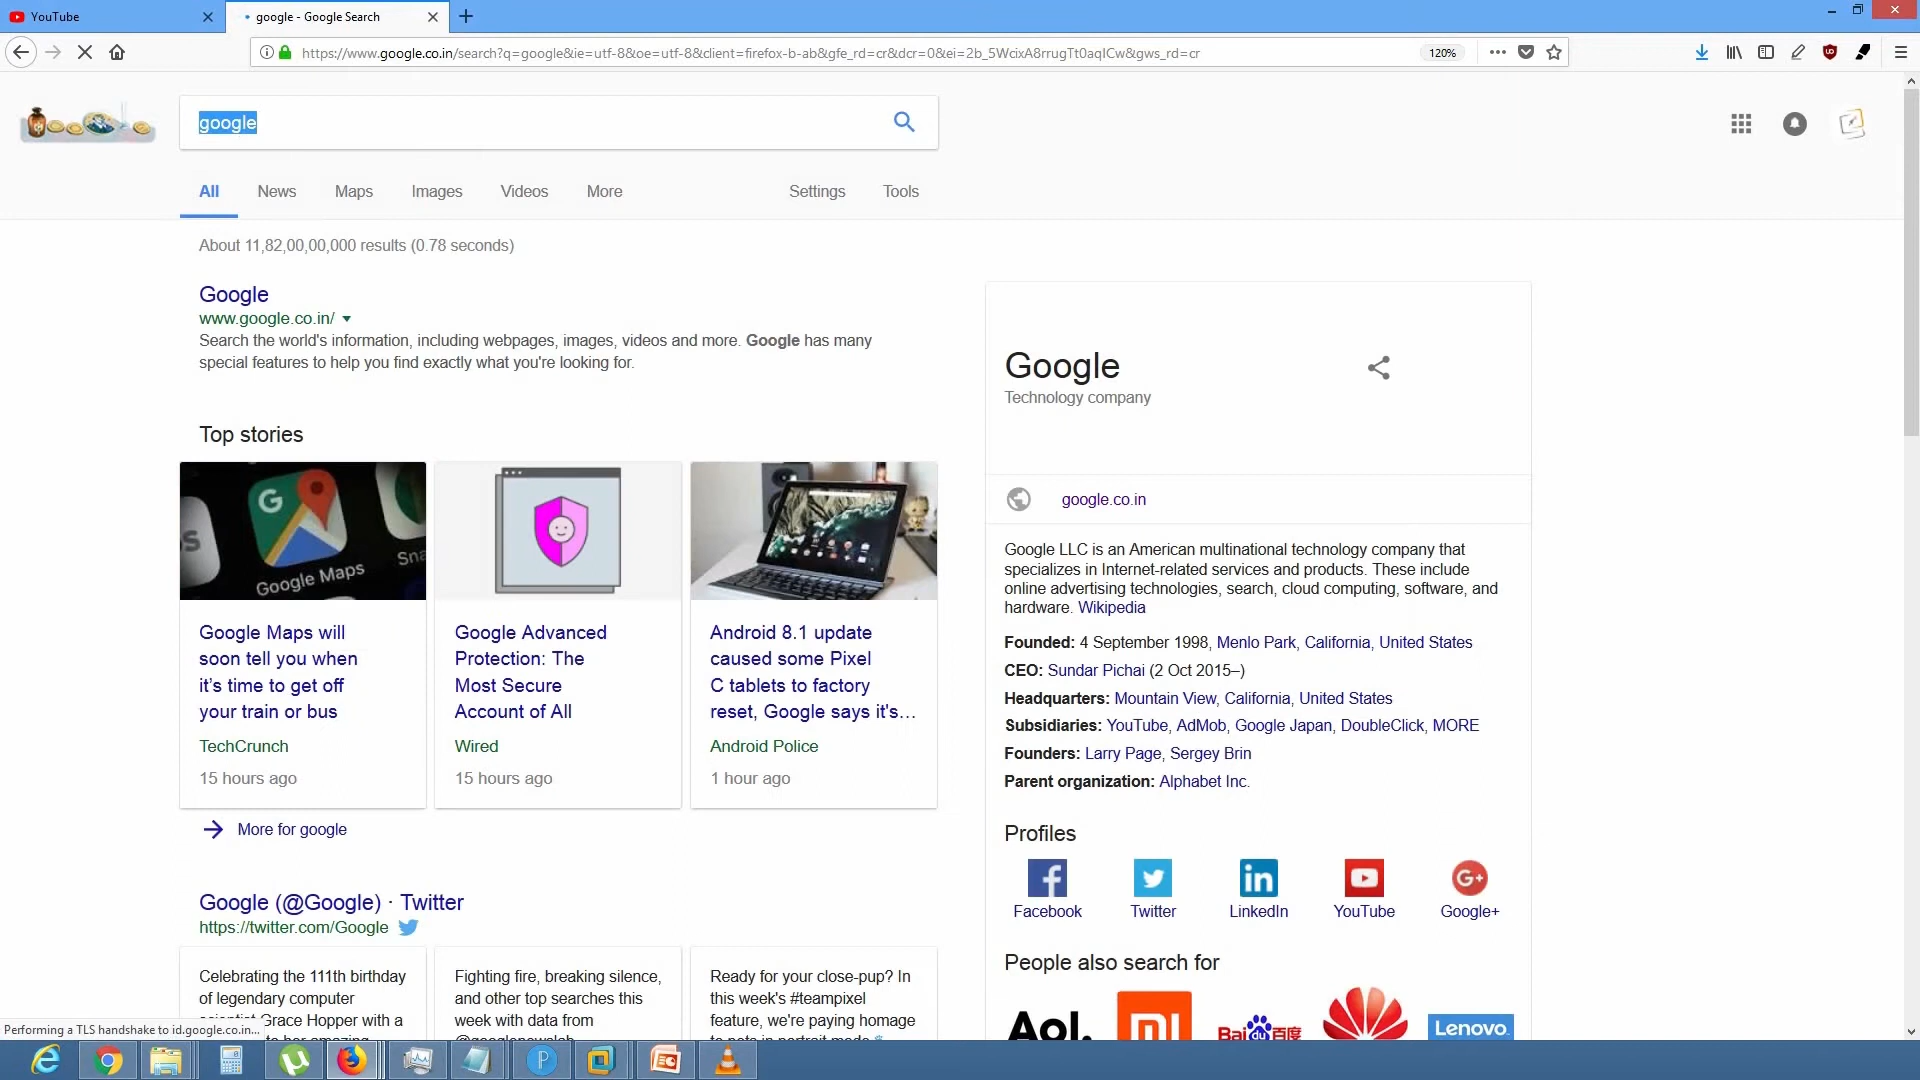 YouTube
google - Google Search
https://www.google.co.in/search?q=google&ie=utf-8&oe=utf-8&client=firefox-b-ab&gfe_rd=cr&dcr=0&ei=2b_5WcixA8rrugTt0aqICw&gws_rd=cr
120%
google
All News Maps Images Videos More Settings Tools
About 11,82,00,00,000 results (0.78 seconds)
Google
www.google.co.in/
Search the world's information, including webpages, images, videos and more. Google has many
special features to help you find exactly what you're looking for.
Top stories
Google Maps
Google Maps will
soon tell you when
it's time to get off
your train or bus
TechCrunch
15 hours ago
Google Advanced
Protection: The
Most Secure
Account of All
Wired
15 hours ago
Android 8.1 update
caused some Pixel
C tablets to factory
reset, Google says it's...
Android Police
1 hour ago
More for google
Google (@Google) · Twitter
https://twitter.com/Google
Celebrating the 111th birthday
of legendary computer
Grace Hopper with a
Fighting fire, breaking silence,
and other top searches this
week with data from
Ready for your close-pup? In
this week's #teampixel
feature, we're paying homage
Google
Technology company
google.co.in
Google LLC is an American multinational technology company that
specializes in Internet-related services and products. These include
online advertising technologies, search, cloud computing, software, and
hardware. Wikipedia
Founded: 4 September 1998, Menlo Park, California, United States
CEO: Sundar Pichai (2 Oct 2015–)
Headquarters: Mountain View, California, United States
Subsidiaries: YouTube, AdMob, Google Japan, DoubleClick, MORE
Founders: Larry Page, Sergey Brin
Parent organization: Alphabet Inc.
Profiles
Facebook Twitter LinkedIn YouTube Google+
People also search for
Aol.
Baidu百度
Lenovo
Performing a TLS handshake to id.google.co.in...